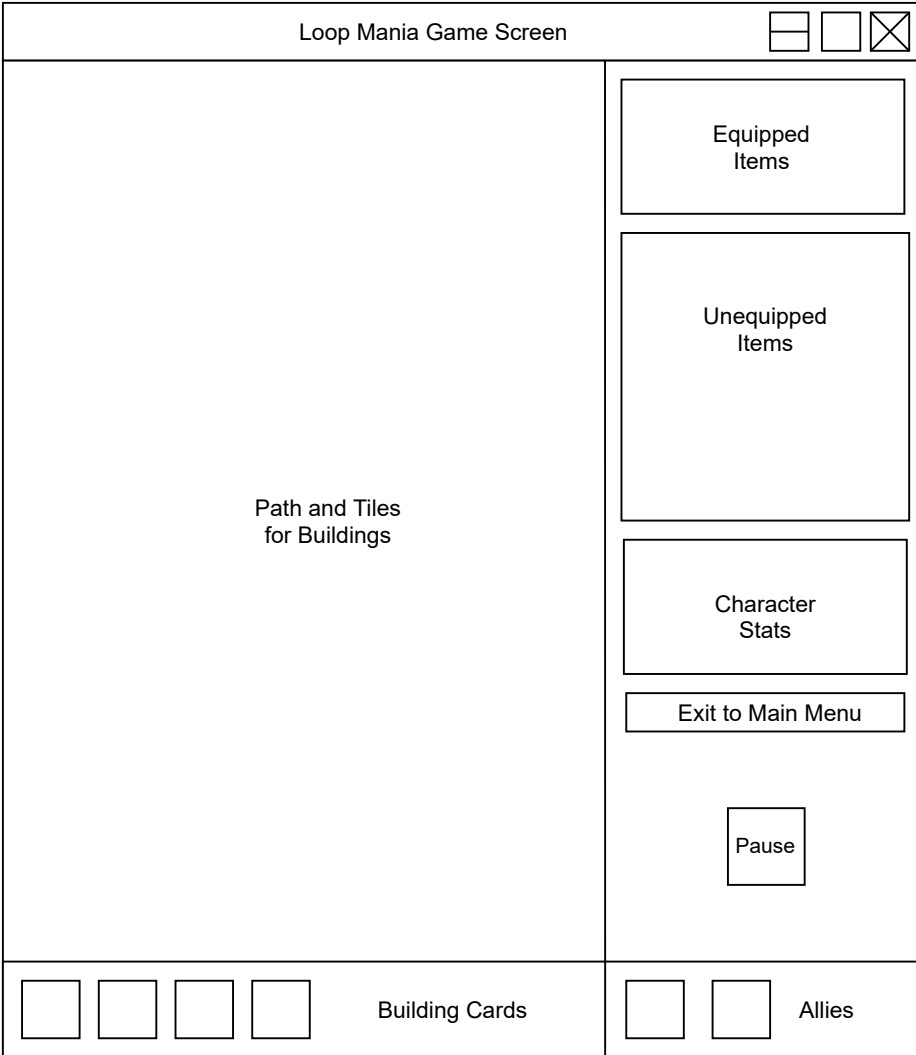 Loop Mania Game Screen
Equipped
Items
Unequipped
Items
Path and Tiles
for Buildings
Character
Stats
Exit to Main Menu
Pause
Building Cards
Allies